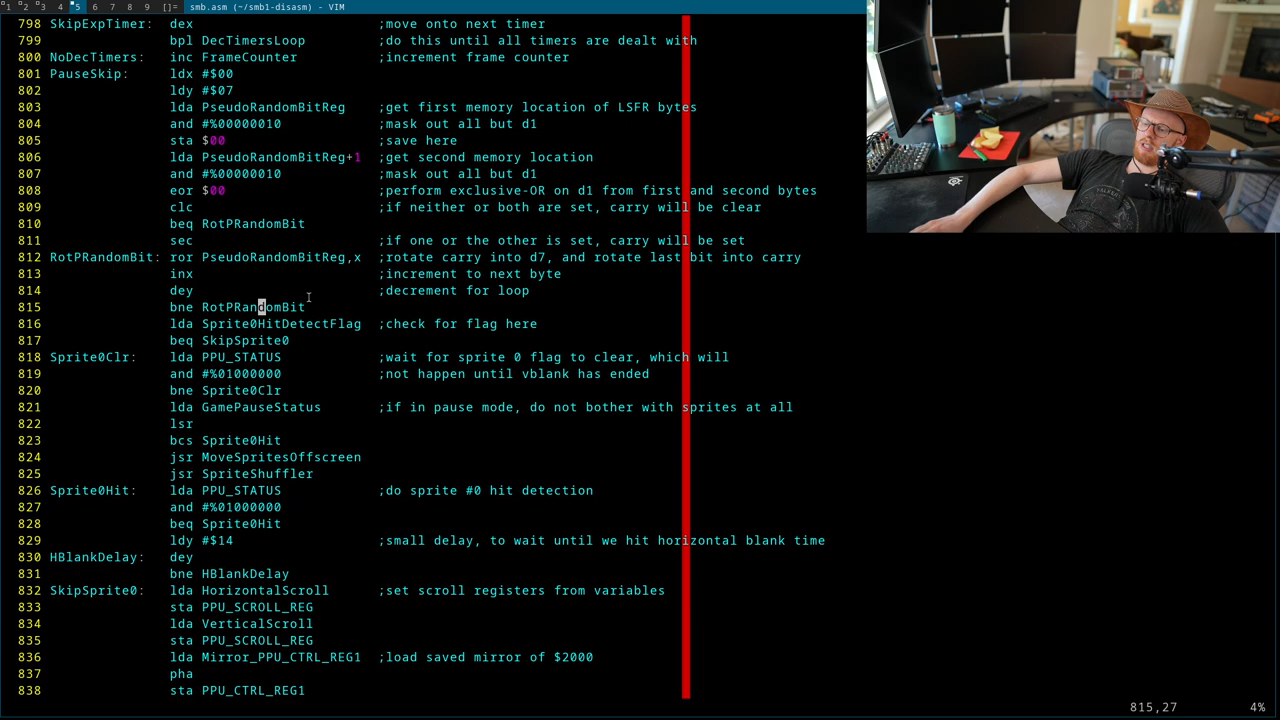 1 2 3 4 5 6 7 8 9 []= smb.asm (~/smb1-disasm) - VIM
798 SkipExpTimer: dex ;move onto next timer
799 bpl DecTimersLoop ;do this until all timers are dealt with
800 NoDecTimers: inc FrameCounter ;increment frame counter
801 PauseSkip: ldx #$00
802 ldy #$07
803 lda PseudoRandomBitReg ;get first memory location of LSFR bytes
804 and #%00000010 ;mask out all but d1
805 sta $00 ;save here
806 lda PseudoRandomBitReg+1 ;get second memory location
807 and #%00000010 ;mask out all but d1
808 eor $00 ;perform exclusive-OR on d1 from first and second bytes
809 clc ;if neither or both are set, carry will be clear
810 beq RotPRandomBit
811 sec ;if one or the other is set, carry will be set
812 RotPRandomBit: ror PseudoRandomBitReg,x ;rotate carry into d7, and rotate last bit into carry
813 inx ;increment to next byte
814 dey ;decrement for loop
815 bne RotPRandomBit
816 lda Sprite0HitDetectFlag ;check for flag here
817 beq SkipSprite0
818 Sprite0Clr: lda PPU_STATUS ;wait for sprite 0 flag to clear, which will
819 and #%01000000 ;not happen until vblank has ended
820 bne Sprite0Clr
821 lda GamePauseStatus ;if in pause mode, do not bother with sprites at all
822 lsr
823 bcs Sprite0Hit
824 jsr MoveSpritesOffscreen
825 jsr SpriteShuffler
826 Sprite0Hit: lda PPU_STATUS ;do sprite #0 hit detection
827 and #%01000000
828 beq Sprite0Hit
829 ldy #$14 ;small delay, to wait until we hit horizontal blank time
830 HBlankDelay: dey
831 bne HBlankDelay
832 SkipSprite0: lda HorizontalScroll ;set scroll registers from variables
833 sta PPU_SCROLL_REG
834 lda VerticalScroll
835 sta PPU_SCROLL_REG
836 lda Mirror_PPU_CTRL_REG1 ;load saved mirror of $2000
837 pha
838 sta PPU_CTRL_REG1
815,27 4%